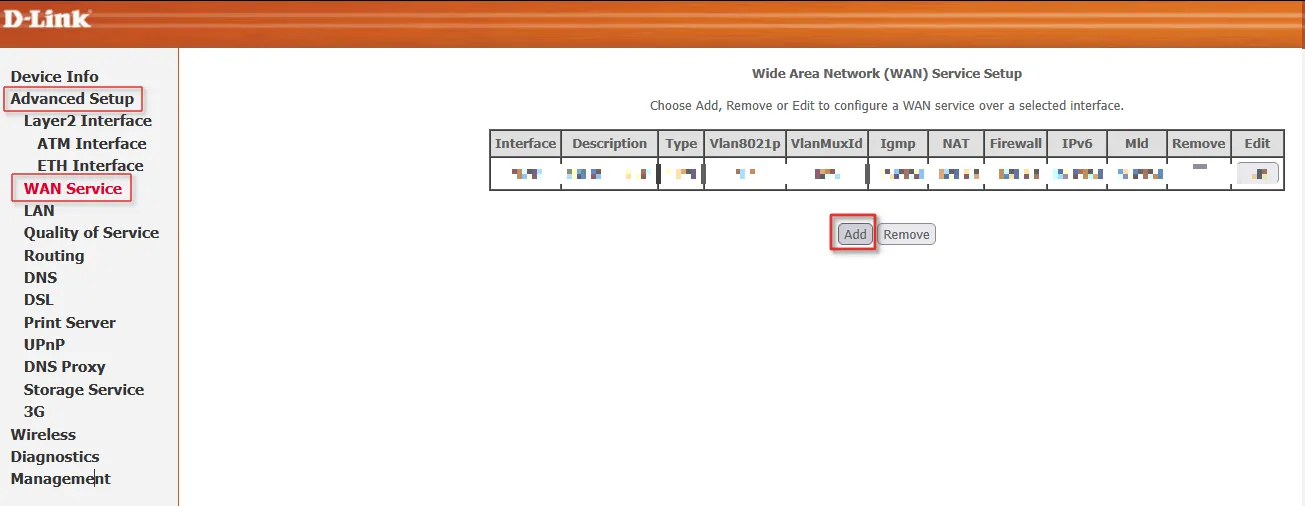 D-Link
Device Info
Advanced Setup
Layer2 Interface
ATM Interface
ETH Interface
WAN Service
LAN
Quality of Service
Routing
DNS
DSL
Print Server
UPnP
DNS Proxy
Storage Service
3G
Wireless
Diagnostics
Management
Wide Area Network (WAN) Service Setup
Choose Add, Remove or Edit to configure a WAN service over a selected interface.
Interface Description Type Vlan8021p VlanMuxId Igmp NAT Firewall IPv6 Mld Remove Edit
Add Remove